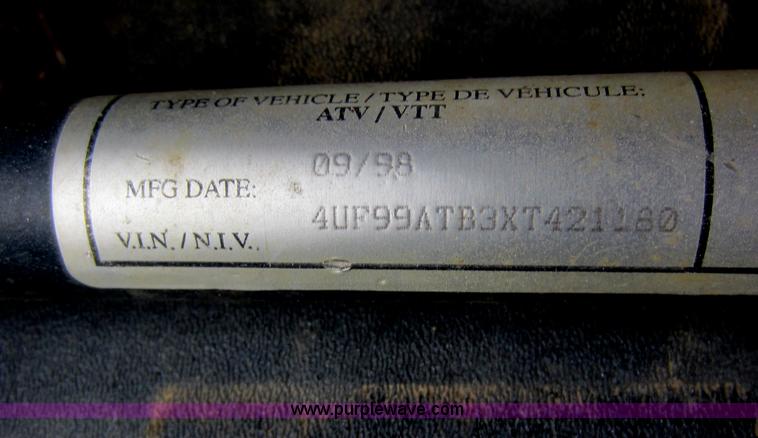 TYPE OF VEHICLE / TYPE DE VÉHICULE:
ATV / VTT
09/98
MFG DATE:
4UF99ATB3XT421180
V.I.N. / N.I.V.:
www.purplewave.com